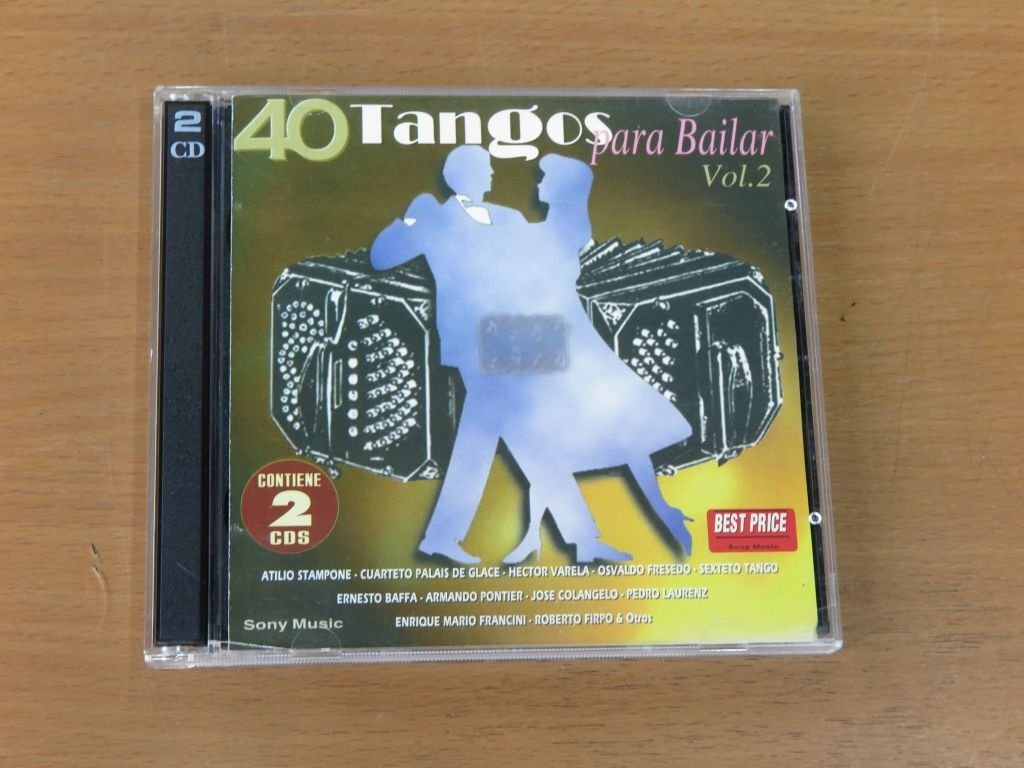 2
CD
40 Tangos
para Bailar
Vol.2
CONTIENE
2
CDS
BEST PRICE
Sony Music
ATILIO STAMPONE - CUARTETO PALAIS DE GLACE - HECTOR VARELA - OSVALDO FRESEDO - SEXTETO TANGO
ERNESTO BAFFA - ARMANDO PONTIER - JOSE COLANGELO - PEDRO LAURENZ
ENRIQUE MARIO FRANCINI - ROBERTO FIRPO & Otros
Sony Music